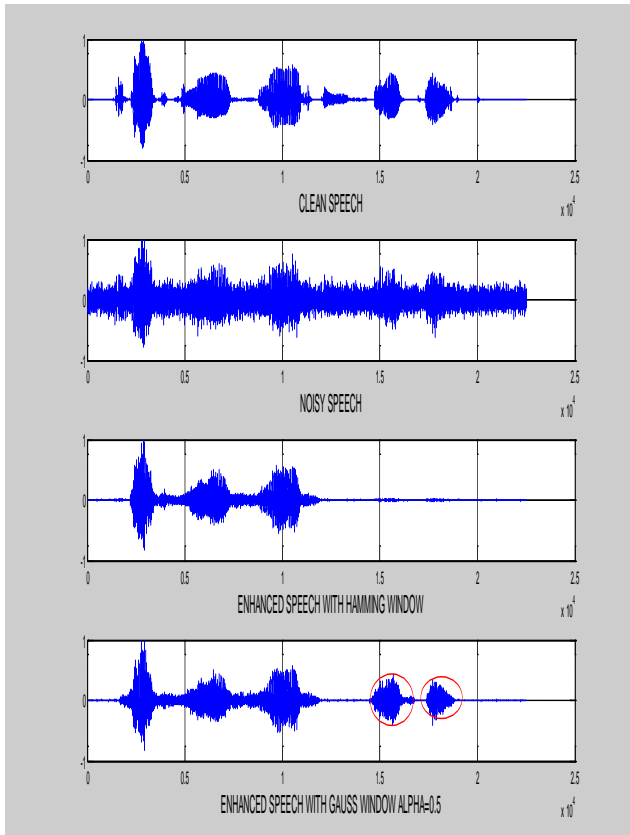 1
0
-1
0 0.5 1 1.5 2 2.5
x 10^4
CLEAN SPEECH
1
0
-1
0 0.5 1 1.5 2 2.5
x 10^4
NOISY SPEECH
1
0
-1
0 0.5 1 1.5 2 2.5
x 10^4
ENHANCED SPEECH WITH HAMMING WINDOW
1
0
-1
0 0.5 1 1.5 2 2.5
x 10^4
ENHANCED SPEECH WITH GAUSS WINDOW ALPHA=0.5